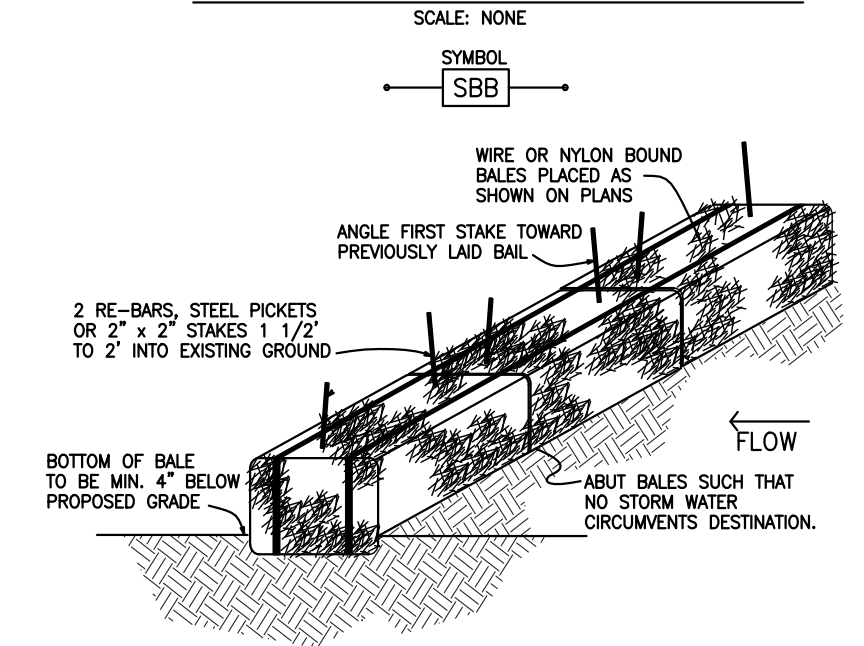 SCALE: NONE
SYMBOL
SBB
WIRE OR NYLON BOUND
BALES PLACED AS
SHOWN ON PLANS
ANGLE FIRST STAKE TOWARD
PREVIOUSLY LAID BAIL
2 RE-BARS, STEEL PICKETS
OR 2" x 2" STAKES 1 1/2'
TO 2' INTO EXISTING GROUND
FLOW
BOTTOM OF BALE
TO BE MIN. 4" BELOW
PROPOSED GRADE
ABUT BALES SUCH THAT
NO STORM WATER
CIRCUMVENTS DESTINATION.